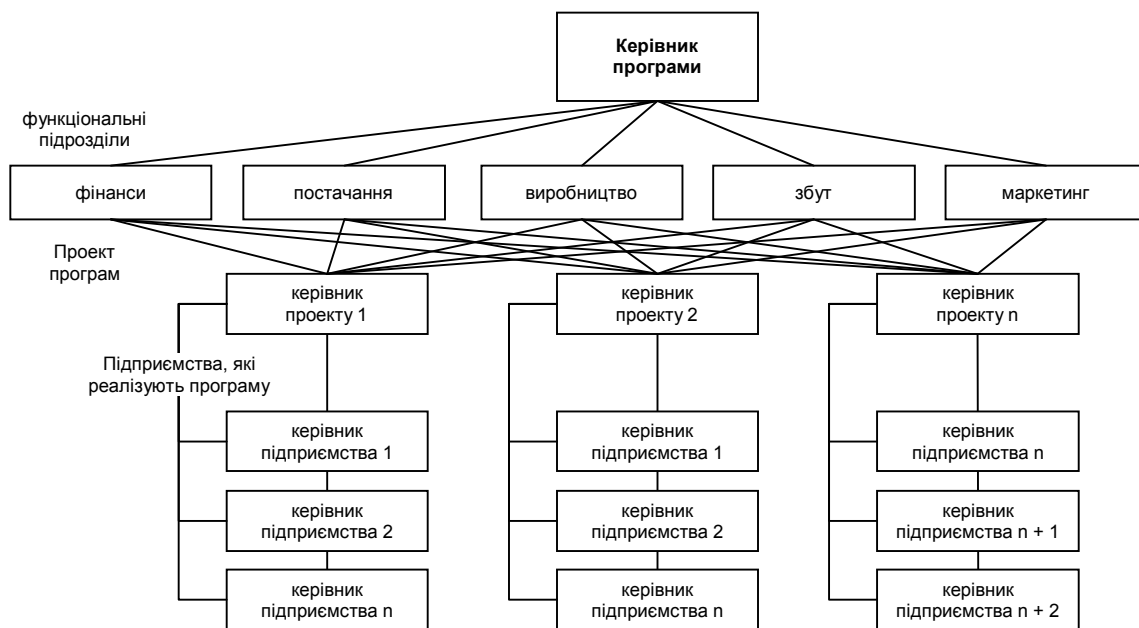 Керівник
програми
функціональні
підрозділи
фінанси
постачання
виробництво
збут
маркетинг
Проект
програм
керівник
проекту 1
керівник
проекту 2
керівник
проекту n
Підприємства, які
реалізують програму
керівник
підприємства 1
керівник
підприємства 1
керівник
підприємства n
керівник
підприємства 2
керівник
підприємства 2
керівник
підприємства n + 1
керівник
підприємства n
керівник
підприємства n
керівник
підприємства n + 2